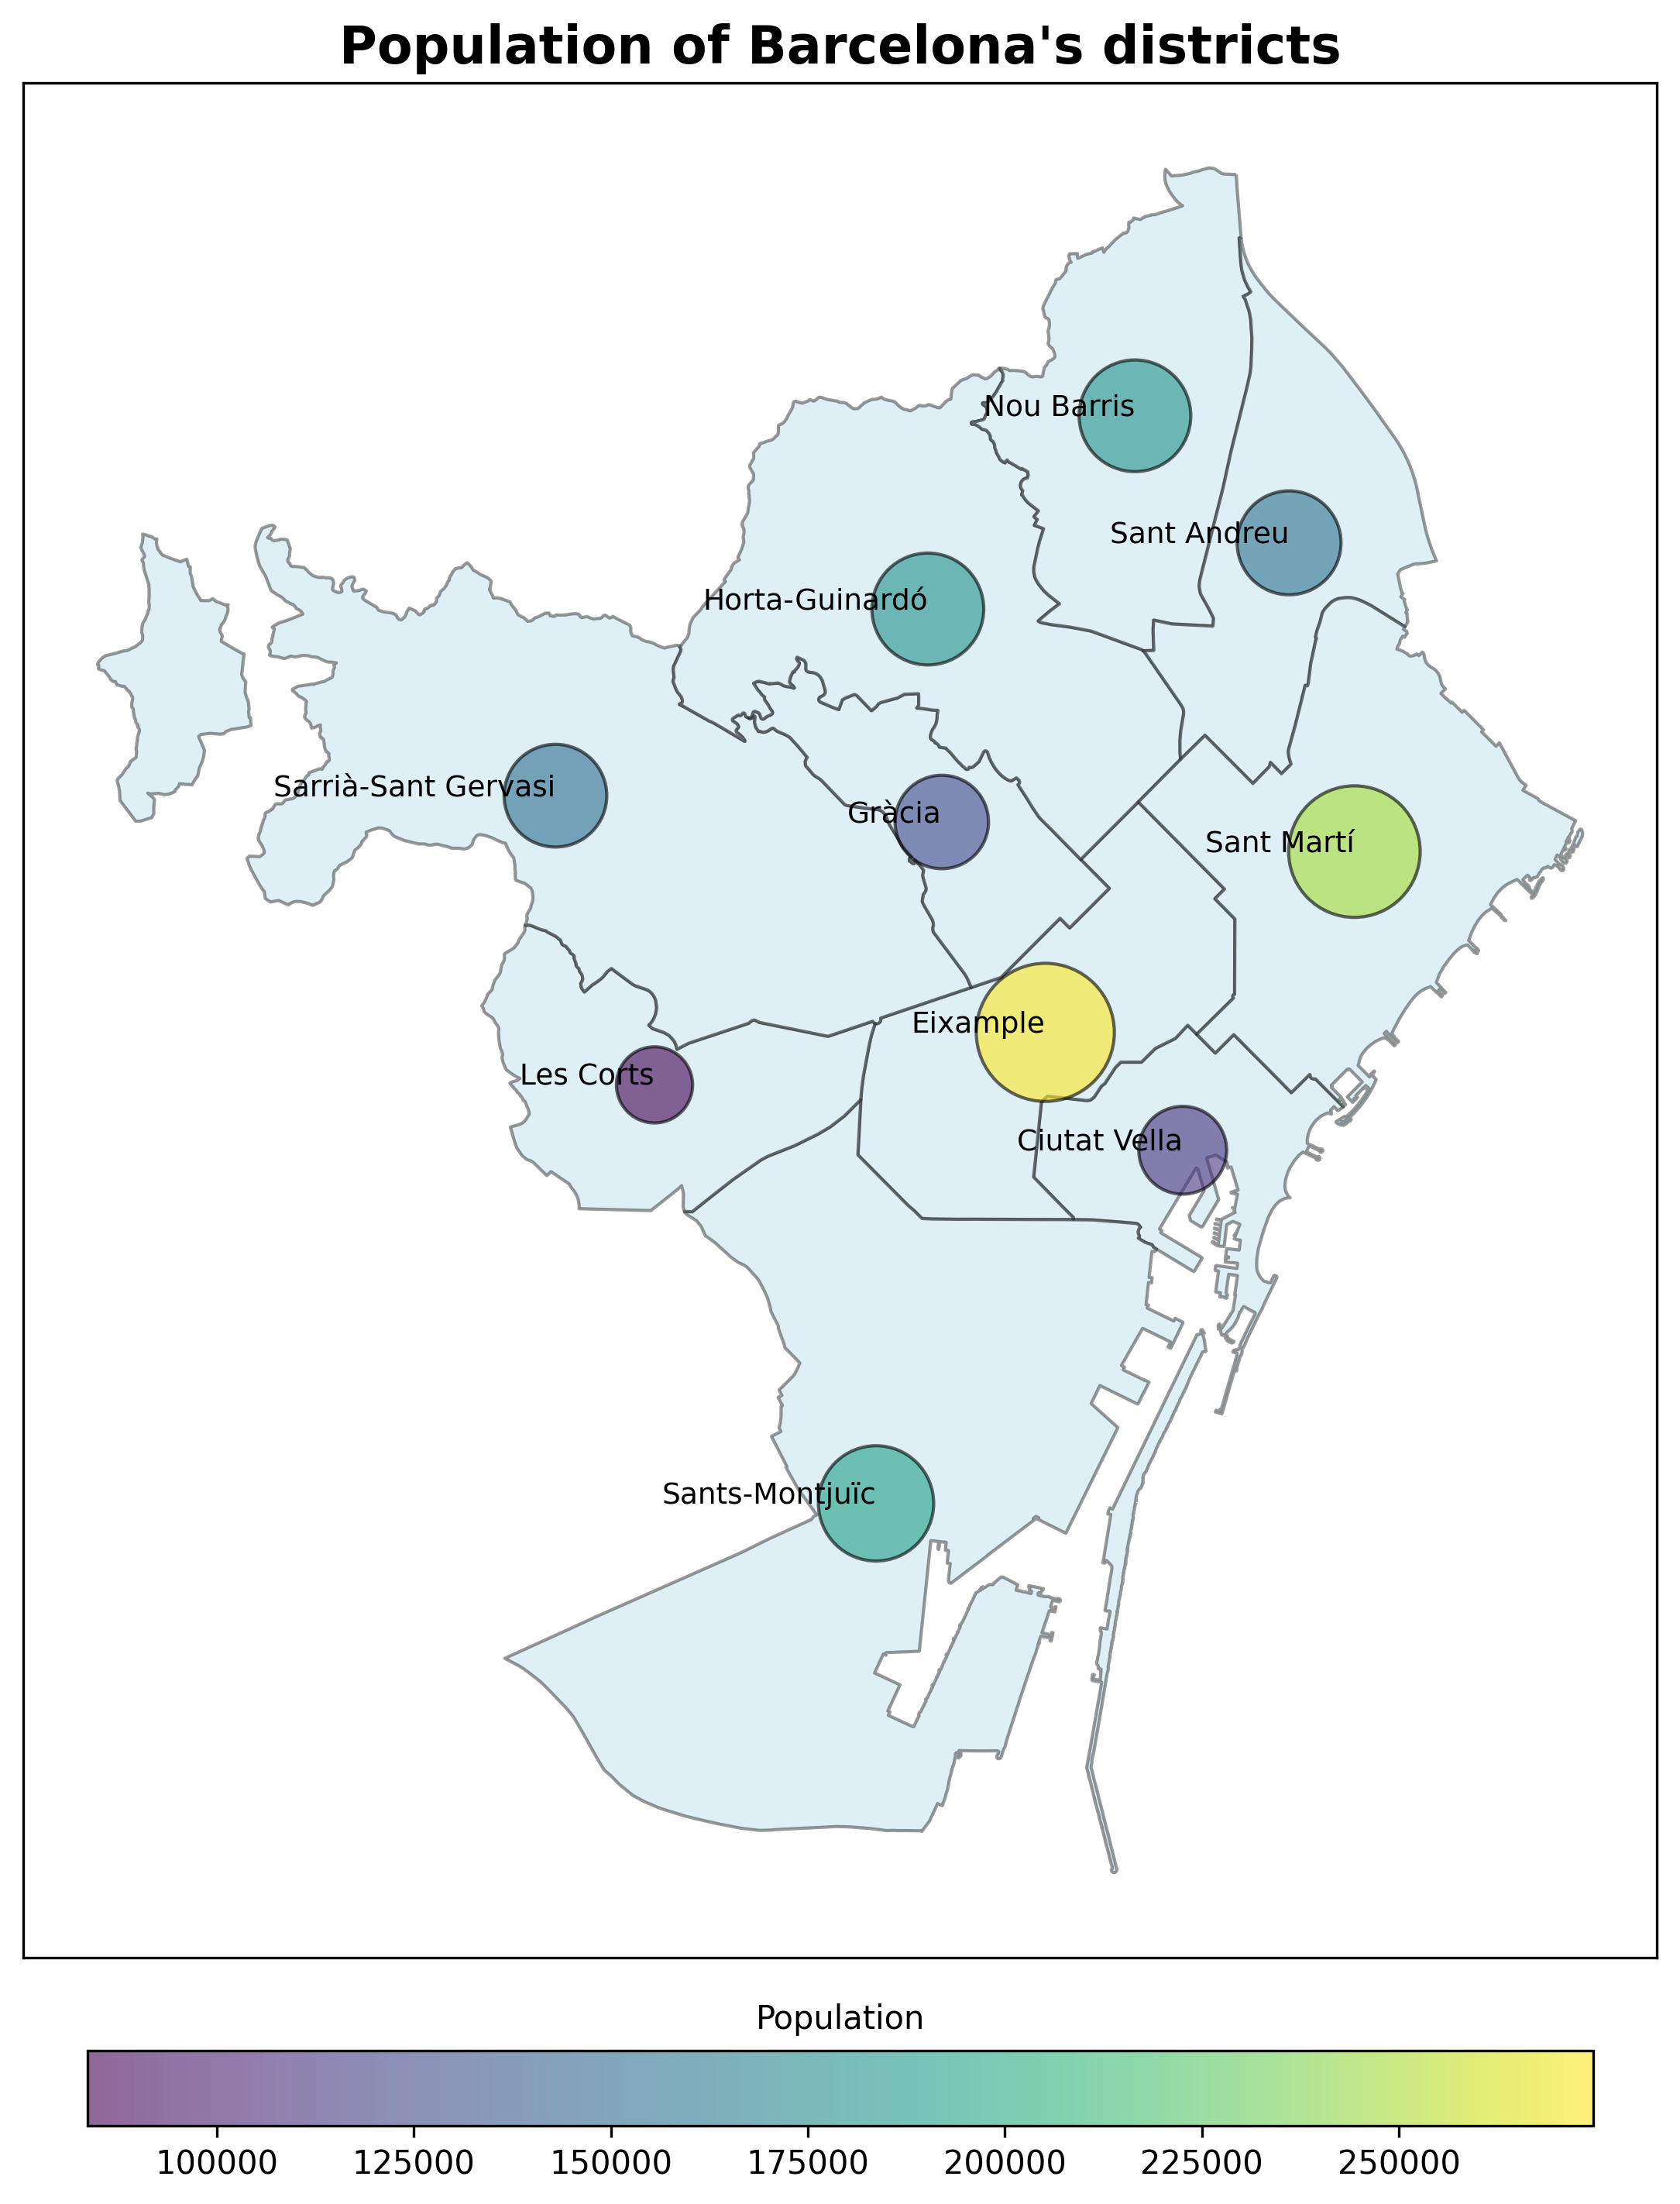 Population of Barcelona's districts
Nou Barris
Sant Andreu
Horta-Guinardó
Sarrià-Sant Gervasi
Gràcia
Sant Martí
Eixample
Les Corts
Ciutat Vella
Sants-Montjuïc
Population
100000 125000 150000 175000 200000 225000 250000